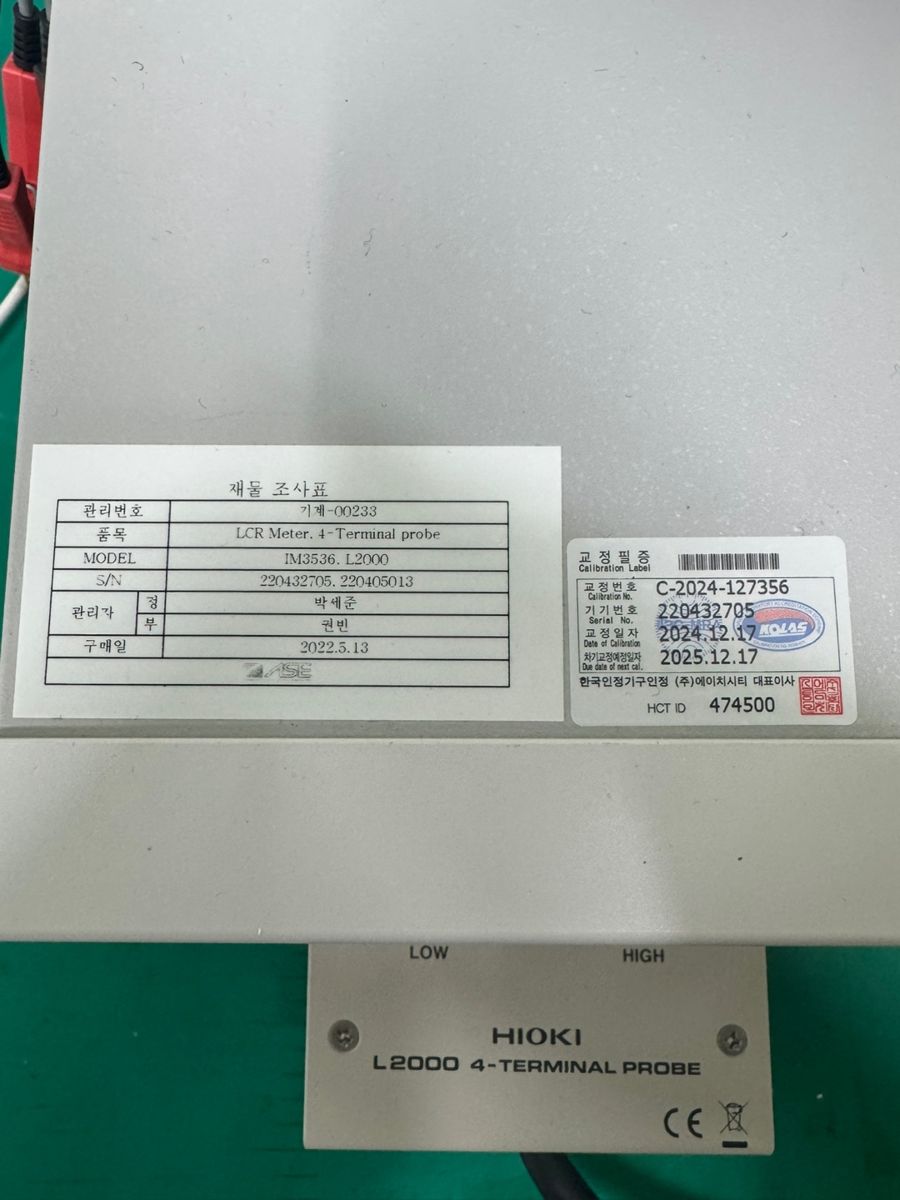 재물 조사표
관리번호 기계-00233
품목 LCR Meter. 4-Terminal probe
MODEL IM3536. L2000
S/N 220432705. 220405013
관리자 정 박세준
부 권빈
구매일 2022.5.13
ASE
교정필증
Calibration Label
교정번호 C-2024-127356
Calibration No.
기기번호 220432705
Serial No.
교정일자 2024.12.17
Date of Calibration
차기교정예정일자 2025.12.17
Due date of next cal.
KOLAS
한국인정기구인정 (주)에이치시티 대표이사
HCT ID 474500
LOW HIGH
HIOKI
L2000 4-TERMINAL PROBE
CE